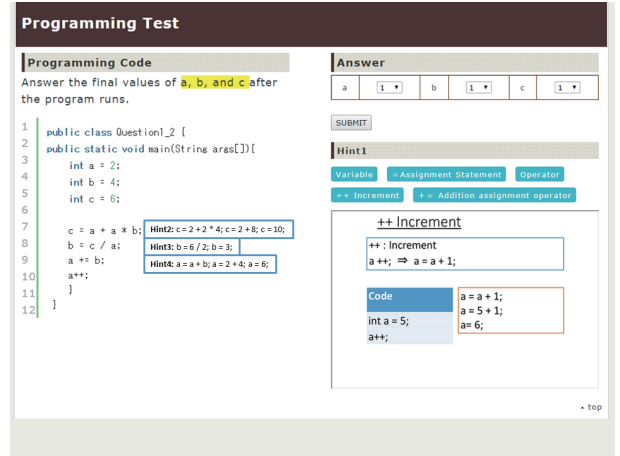 Programming Test
Programming Code
Answer the final values of a, b, and c after
the program runs.
1 public class Question1_2 {
2 public static void main(String args[]){
3 int a = 2;
4 int b = 4;
5 int c = 6;
6
7 c = a + a * b; Hint2: c = 2 + 2 * 4; c = 2 + 8; c = 10;
8 b = c / a; Hint3: b = 6 / 2; b = 3;
9 a += b; Hint4: a = a + b; a = 2 + 4; a = 6;
10 a++;
11 }
12 }
Answer
a 1 b 1 c 1
SUBMIT
Hint1
Variable =Assignment Statement Operator
++ Increment += Addition assignment operator
++ Increment
++ : Increment
a ++; ⇒ a = a + 1;
Code
int a = 5;
a++;
a = a + 1;
a = 5 + 1;
a= 6;
top